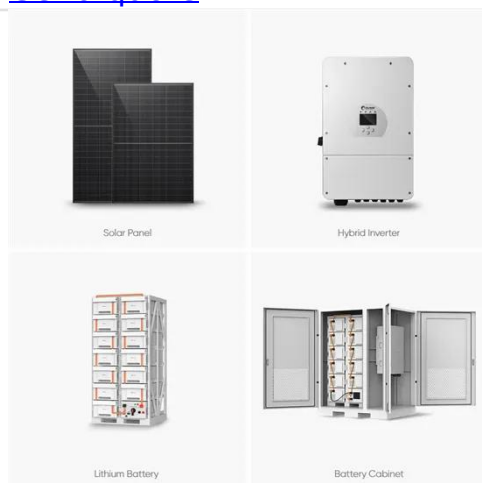 Solar Panel
Hybrid Inverter
Lithium Battery
Battery Cabinet